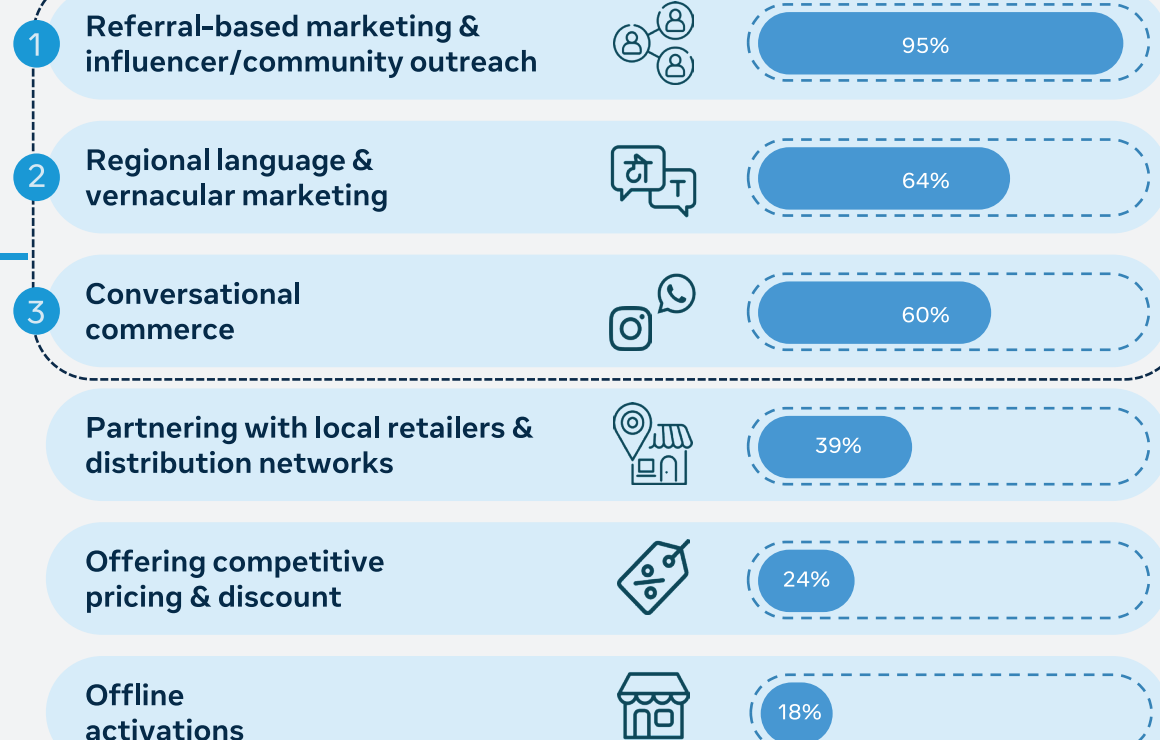 1
Referral-based marketing &
influencer/community outreach
95%
2
Regional language &
vernacular marketing
टी
T
64%
3
Conversational
commerce
60%
Partnering with local retailers &
distribution networks
39%
Offering competitive
pricing & discount
24%
Offline
activations
18%